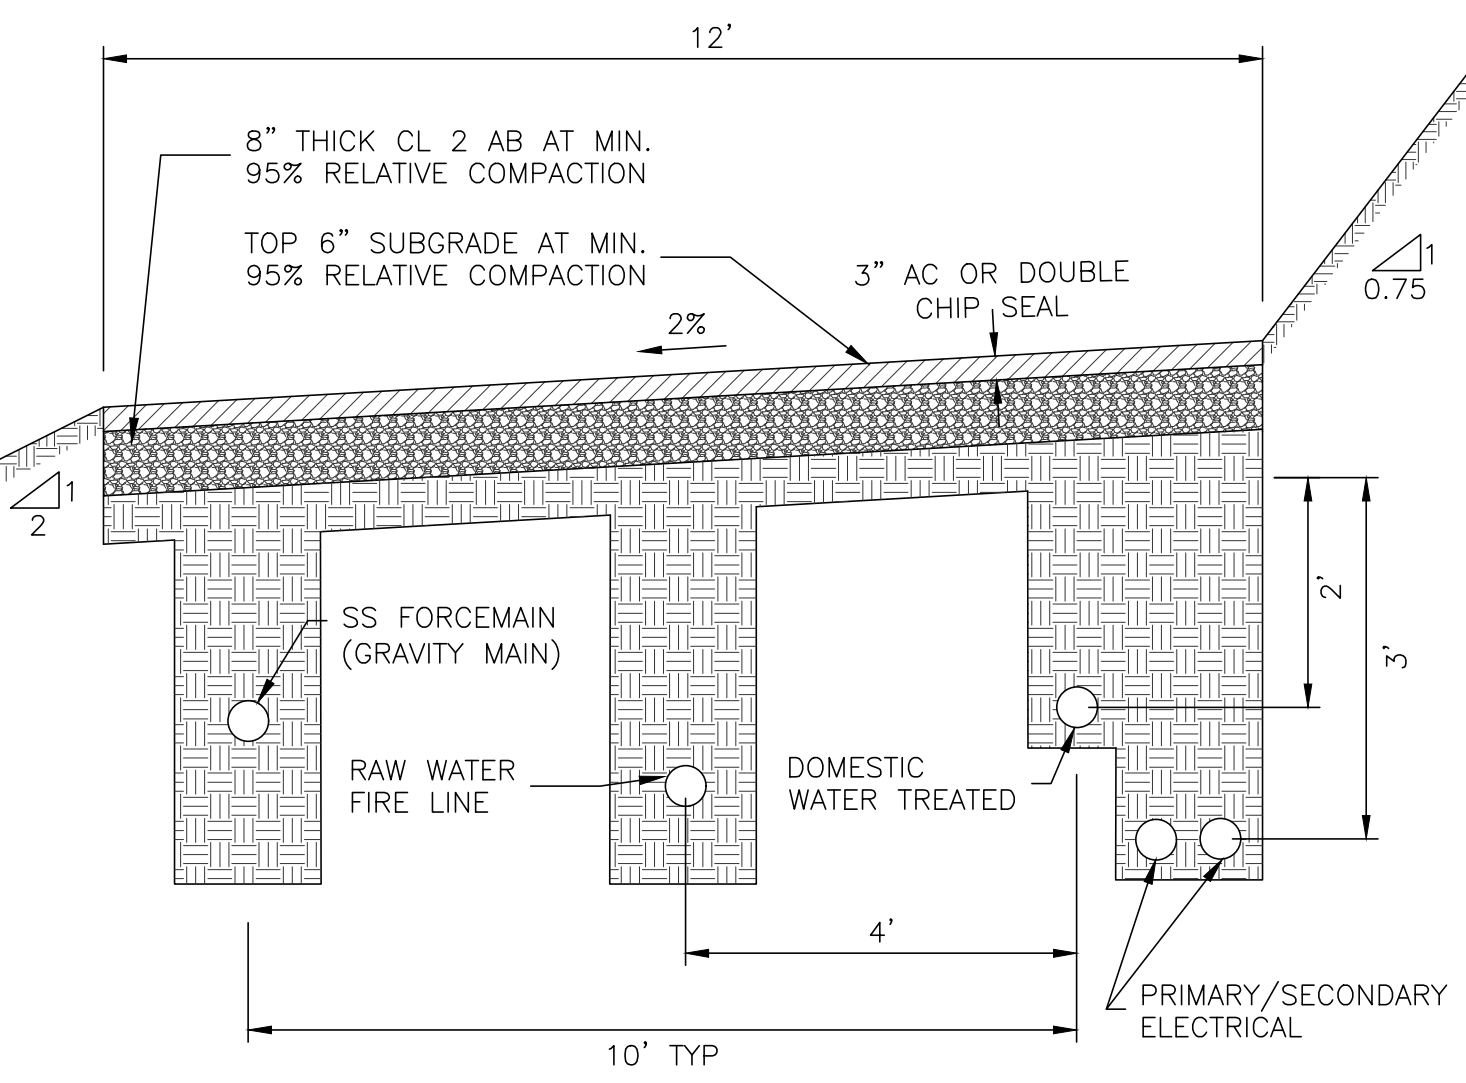 12’
8” THICK CL 2 AB AT MIN.
95% RELATIVE COMPACTION
TOP 6” SUBGRADE AT MIN.
95% RELATIVE COMPACTION
3” AC OR DOUBLE
CHIP SEAL
2%
1
0.75
1
2
2’
3’
SS FORCEMAIN
(GRAVITY MAIN)
RAW WATER
FIRE LINE
DOMESTIC
WATER TREATED
4’
PRIMARY/SECONDARY
ELECTRICAL
10’ TYP